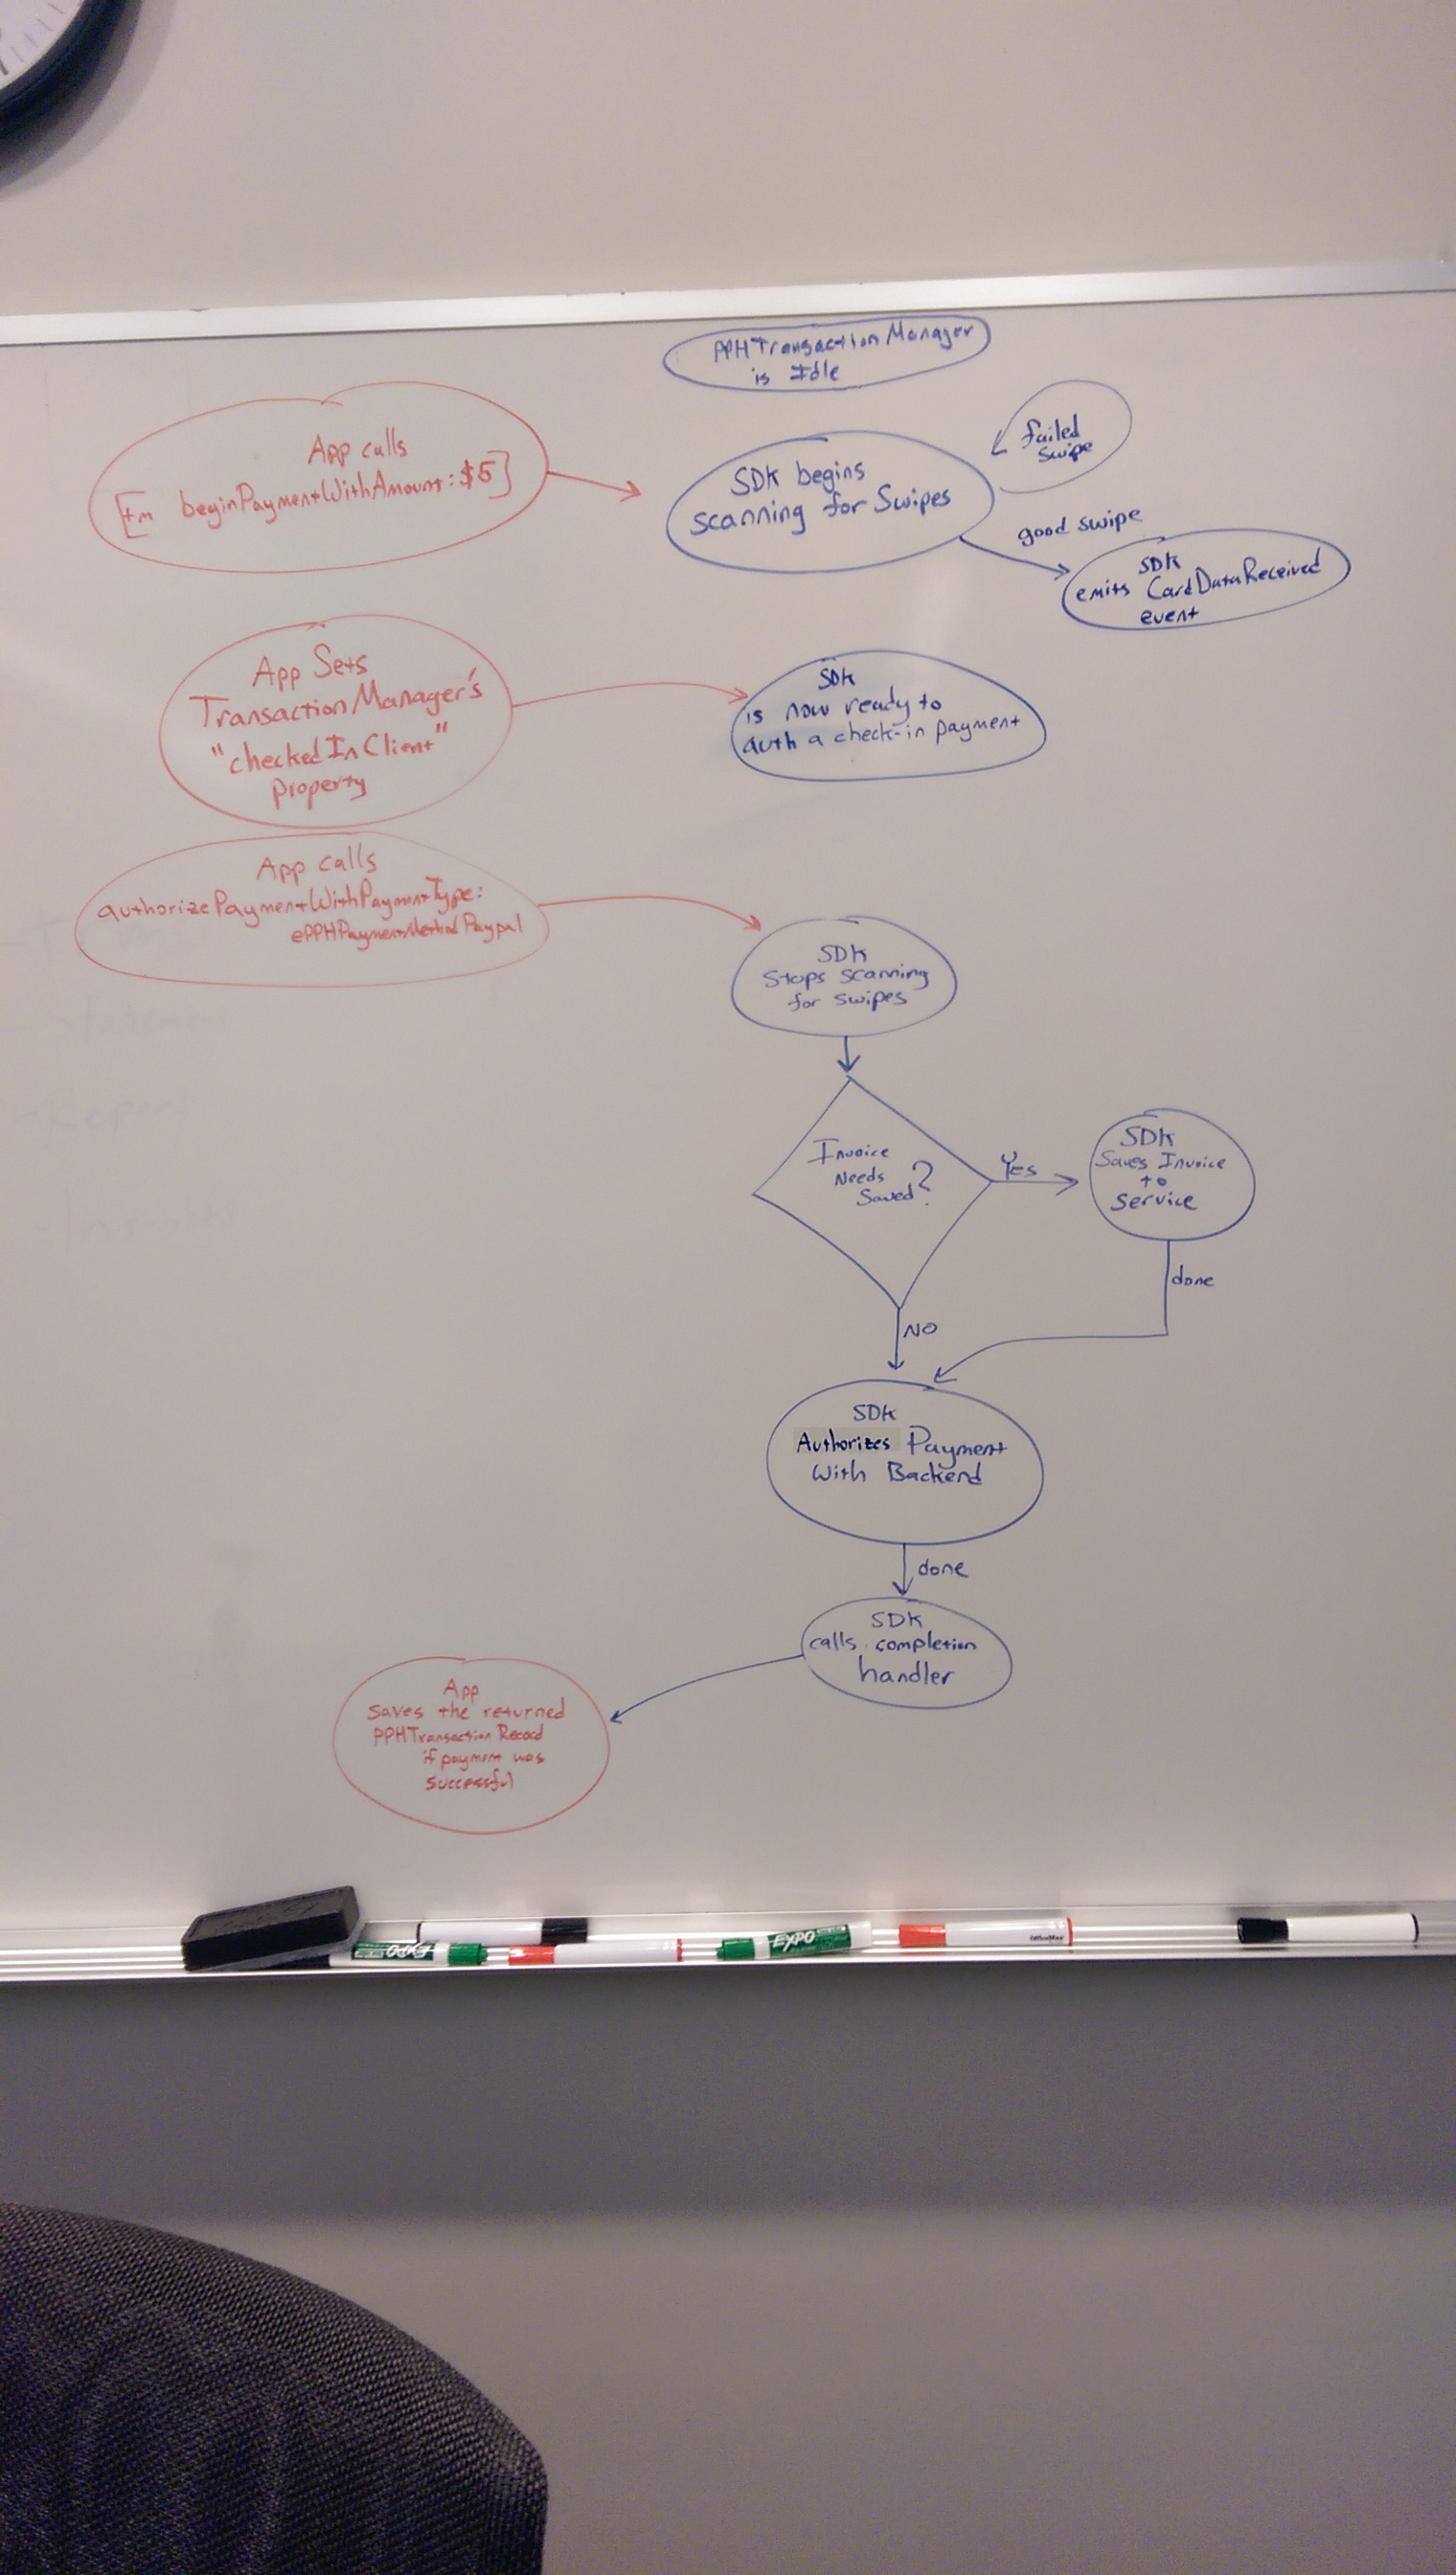 PPHTransactionManager
is Idle
App calls
[tm beginPaymentWithAmount:$5]
SDK begins
scanning for Swipes
failed
swipe
good swipe
SDK
emits CardDataReceived
event
App Sets
TransactionManager's
"checkedInClient"
property
SDK
is now ready to
auth a check-in payment
App calls
authorizePaymentWithPaymentType:
ePPHPaymentMethodPaypal
SDK
Stops scanning
for swipes
Invoice
Needs
Saved?
Yes
SDK
Saves Invoice
to
Service
done
NO
SDK
Authorizes Payment
With Backend
done
SDK
calls completion
handler
App
saves the returned
PPHTransactionRecord
if payment was
successful
EXPO
EXPO
OfficeMax